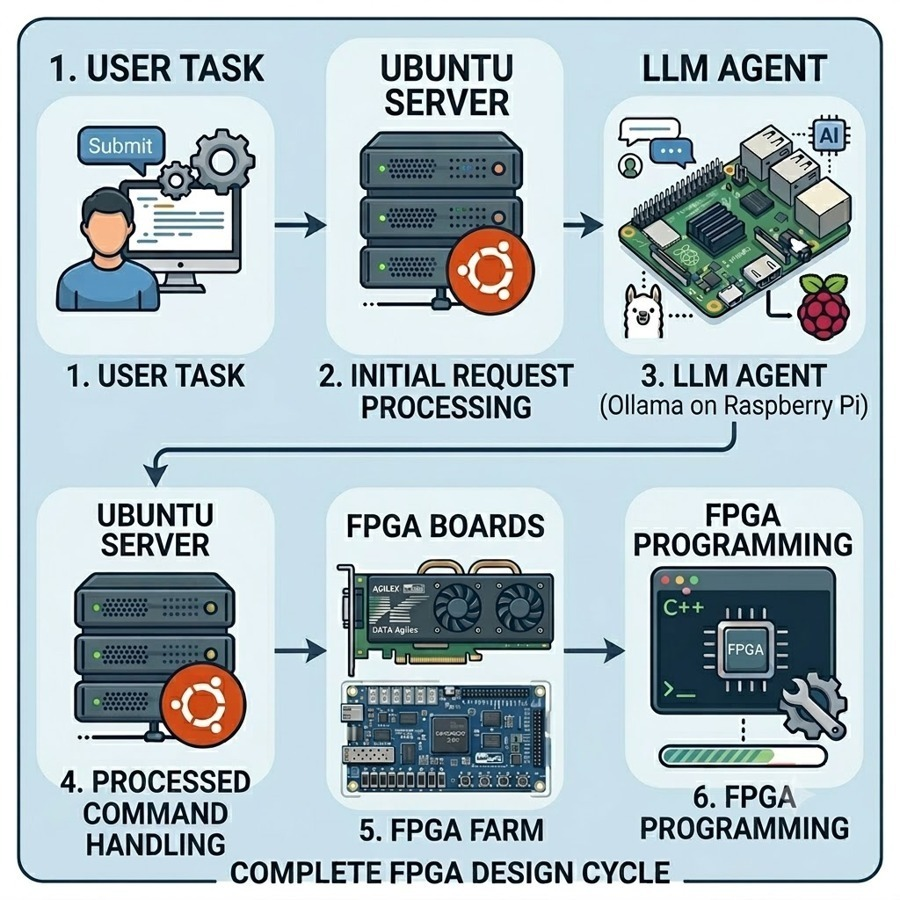 1. USER TASK
UBUNTU
SERVER
LLM AGENT
Submit
AI
1. USER TASK
2. INITIAL REQUEST
PROCESSING
3. LLM AGENT
(Ollama on Raspberry Pi)
UBUNTU
SERVER
FPGA BOARDS
FPGA
PROGRAMMING
AGILEX
DATA Agiles
C++
FPGA
>_
4. PROCESSED
COMMAND
HANDLING
5. FPGA FARM
6. FPGA
PROGRAMMING
COMPLETE FPGA DESIGN CYCLE